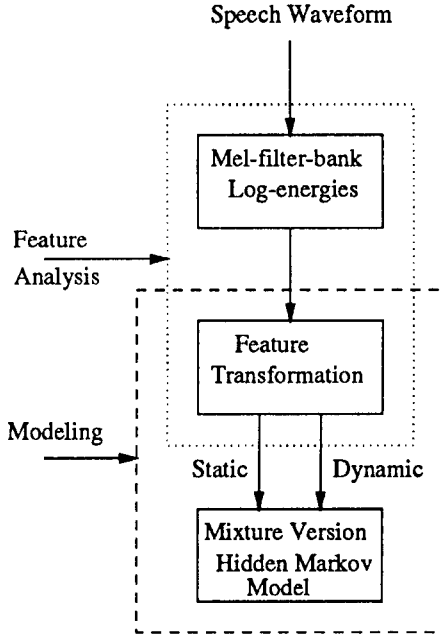 Speech Waveform
Mel-filter-bank
Log-energies
Feature
Analysis
Feature
Transformation
Modeling
Static
Dynamic
Mixture Version
Hidden Markov
Model